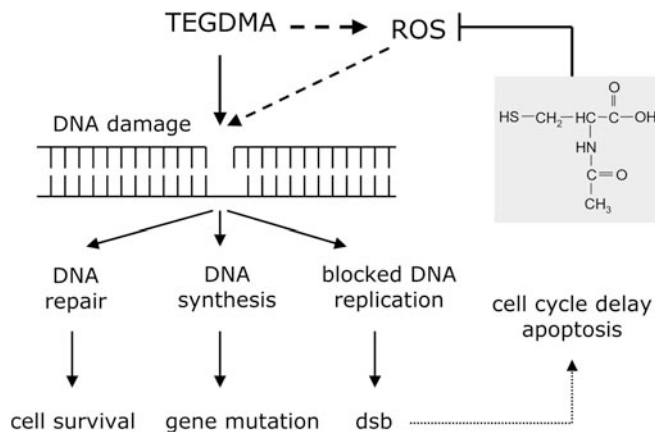 TEGDMA
ROS
DNA damage
O
HS—CH2—HC—C—OH
HN
C=O
CH3
DNA
repair
DNA
synthesis
blocked DNA
replication
cell cycle delay
apoptosis
cell survival
gene mutation
dsb